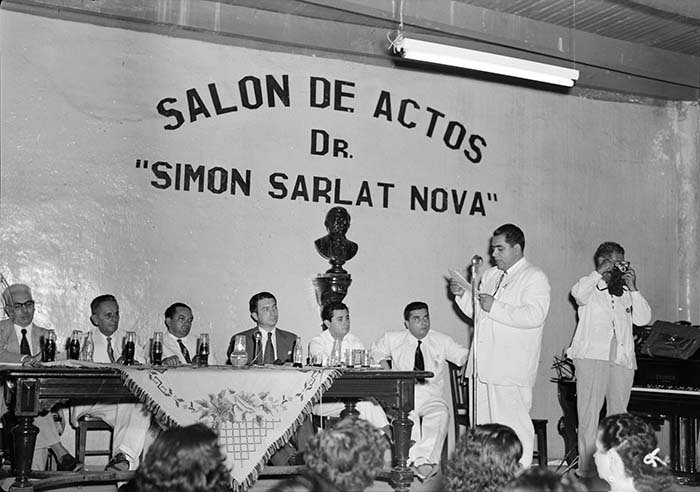 SALON DE ACTOS
DR.
"SIMON SARLAT NOVA"